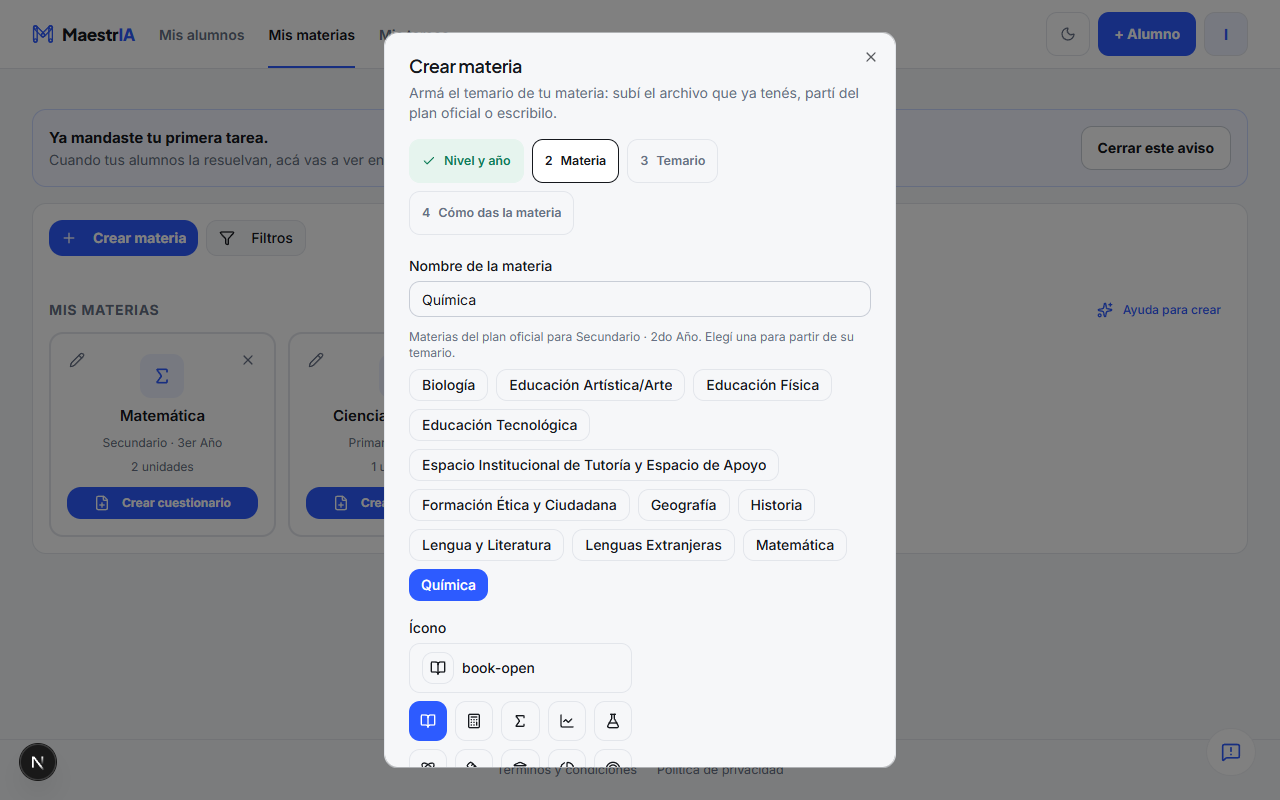 MaestrIA
Mis alumnos
Mis materias
+ Alumno
I
Ya mandaste tu primera tarea.
Cuando tus alumnos la resuelvan, acá vas a ver en
Cerrar este aviso
Crear materia
Filtros
MIS MATERIAS
Ayuda para crear
Matemática
Secundario · 3er Año
2 unidades
Crear cuestionario
Crear materia
Armá el temario de tu materia: subí el archivo que ya tenés, partí del
plan oficial o escribilo.
Nivel y año
2 Materia
3 Temario
4 Cómo das la materia
Nombre de la materia
Química
Materias del plan oficial para Secundario · 2do Año. Elegí una para partir de su
temario.
Biología
Educación Artística/Arte
Educación Física
Educación Tecnológica
Espacio Institucional de Tutoría y Espacio de Apoyo
Formación Ética y Ciudadana
Geografía
Historia
Lengua y Literatura
Lenguas Extranjeras
Matemática
Química
Ícono
book-open
Términos y condiciones
Política de privacidad
N